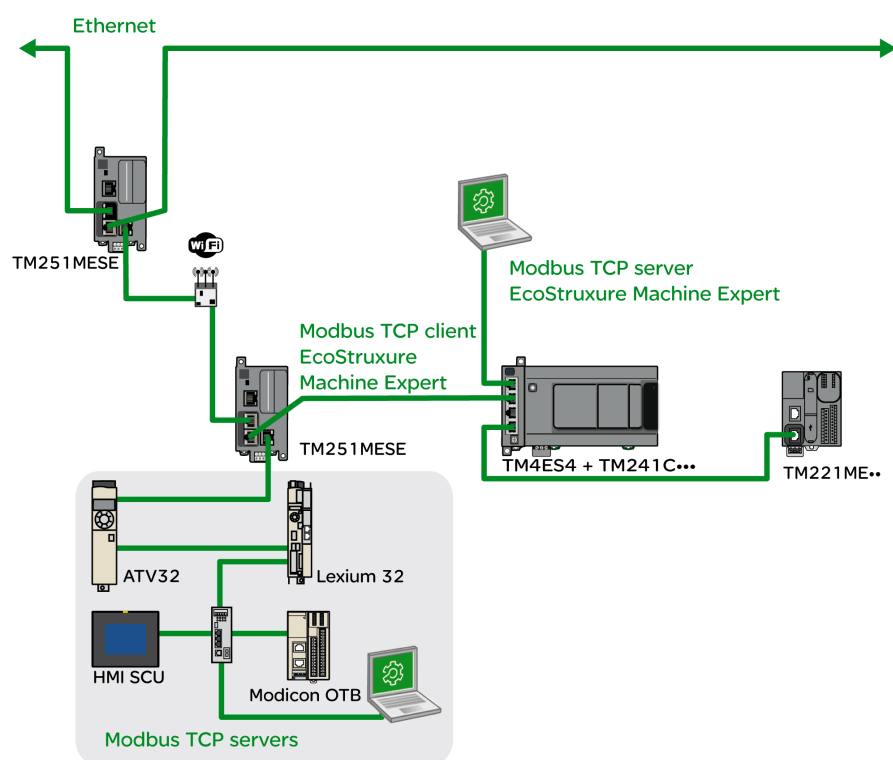 Ethernet
TM251MESE
Wi Fi
Modbus TCP server
EcoStruxure Machine Expert
Modbus TCP client
EcoStruxure
Machine Expert
TM251MESE
TM4ES4 + TM241C•••
TM221ME••
ATV32
Lexium 32
HMI SCU
Modicon OTB
Modbus TCP servers